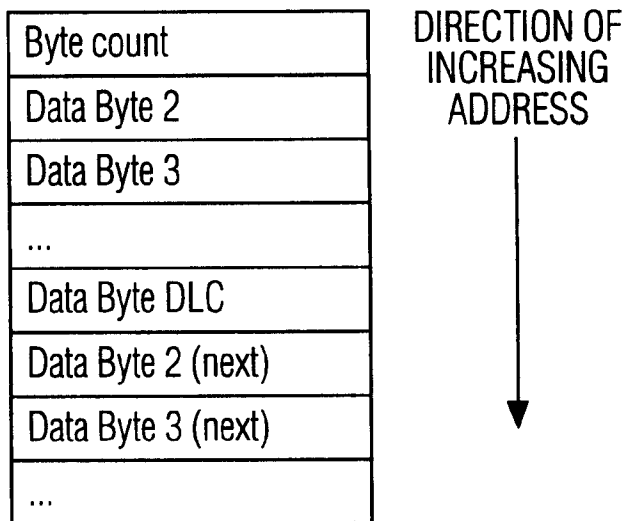 Byte count
Data Byte 2
Data Byte 3
...
Data Byte DLC
Data Byte 2 (next)
Data Byte 3 (next)
...
DIRECTION OF
INCREASING
ADDRESS